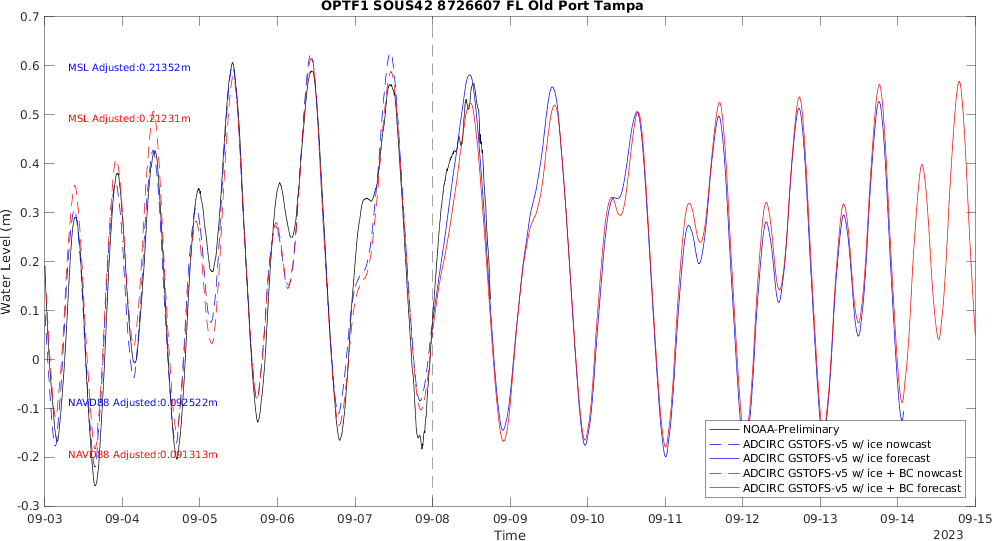 OPTF1 SOUS42 8726607 FL Old Port Tampa
Water Level (m)
0.7
0.6
0.5
0.4
0.3
0.2
0.1
0
-0.1
-0.2
-0.3
MSL Adjusted:0.21352m
MSL Adjusted:0.21231m
NAVD88 Adjusted:0.092522m
NAVD88 Adjusted:0.091313m
NOAA-Preliminary
ADCIRC GSTOFS-v5 w/ ice nowcast
ADCIRC GSTOFS-v5 w/ ice forecast
ADCIRC GSTOFS-v5 w/ ice + BC nowcast
ADCIRC GSTOFS-v5 w/ ice + BC forecast
09-03 09-04 09-05 09-06 09-07 09-08 09-09 09-10 09-11 09-12 09-13 09-14 09-15
Time
2023